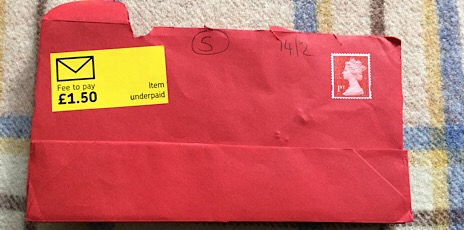 S
14/2
Fee to pay
£1.50
Item
underpaid
1st